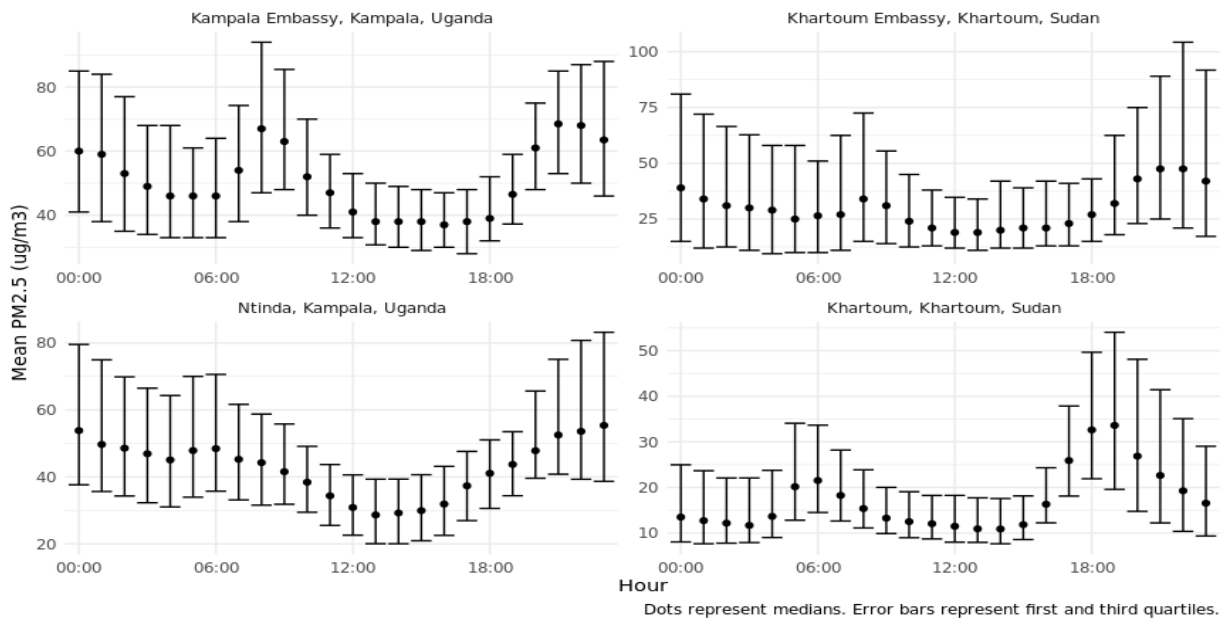 Kampala Embassy, Kampala, Uganda
Khartoum Embassy, Khartoum, Sudan
Mean PM2.5 (ug/m3)
80
60
40
00:00 06:00 12:00 18:00
100
75
50
25
00:00 06:00 12:00 18:00
Ntinda, Kampala, Uganda
Khartoum, Khartoum, Sudan
80
60
40
20
00:00 06:00 12:00 18:00
50
40
30
20
10
00:00 06:00 12:00 18:00
Hour
Dots represent medians. Error bars represent first and third quartiles.